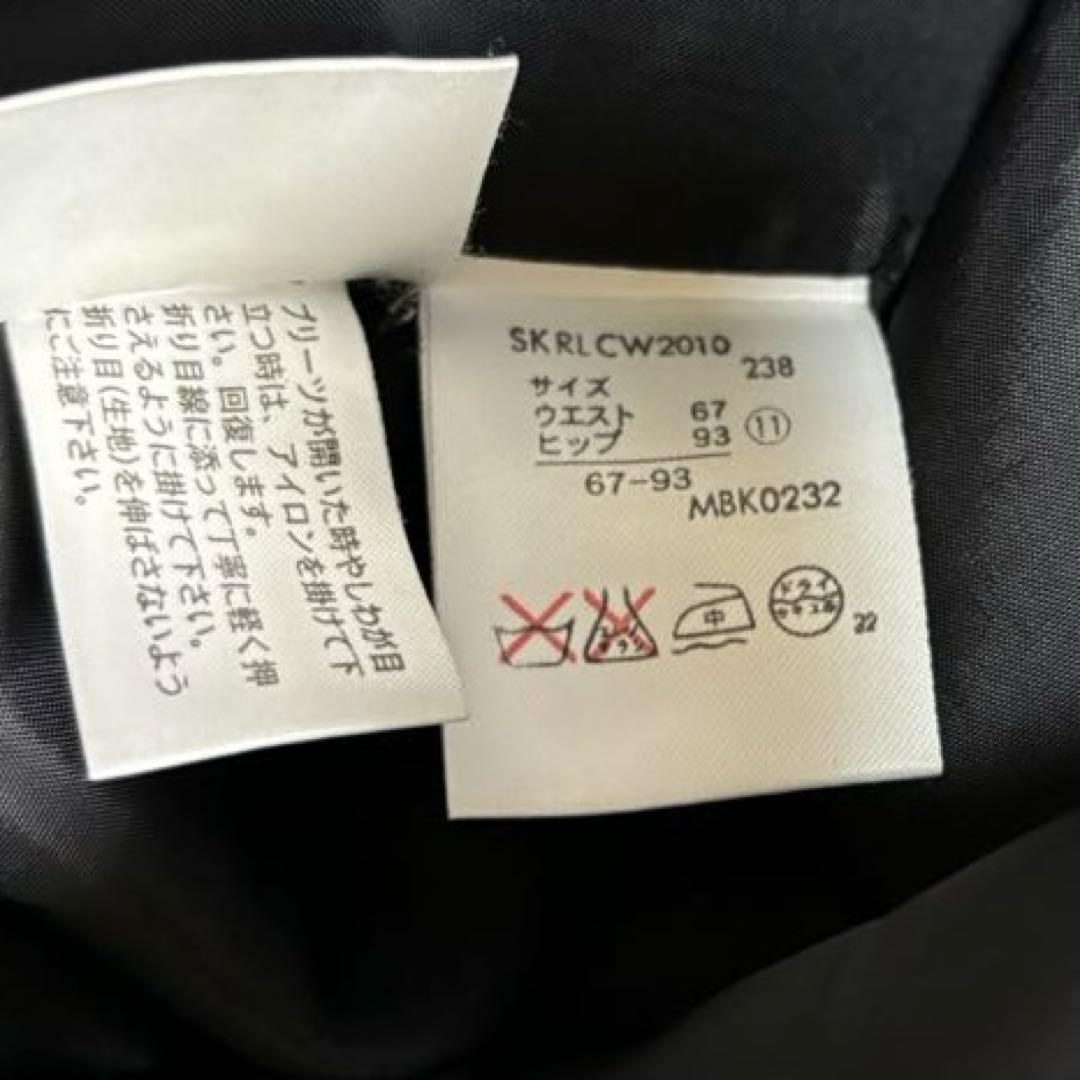 プリーツが開いた時やしわが目
立つ時は、アイロンを掛けて下
さい。回復します。
折り目線に添って丁寧に軽く押
さえるように掛けて下さい。
折り目(生地)を伸ばさないよう
にご注意下さい。
SKRLCW2010
238
サイズ
ウエスト 67
ヒップ 93 ⑪
67-93
MBK0232
中
ドライ
セキユ系
22